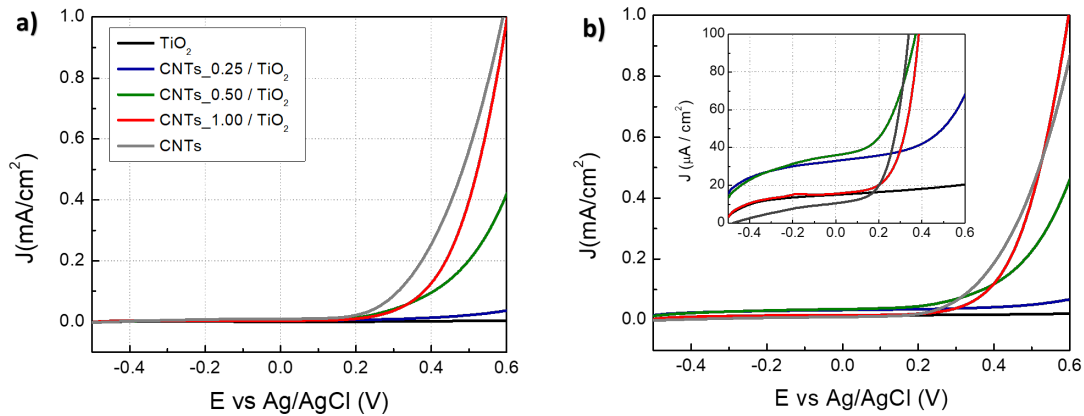 a)
1.0
0.8
0.6
0.4
0.2
0.0
J(mA/cm²)
TiO₂
CNTs_0.25 / TiO₂
CNTs_0.50 / TiO₂
CNTs_1.00 / TiO₂
CNTs
-0.4 -0.2 0.0 0.2 0.4 0.6
E vs Ag/AgCl (V)
b)
1.0
0.8
0.6
0.4
0.2
0.0
J(mA/cm²)
100
80
60
40
20
0
J (µA / cm²)
-0.4 -0.2 0.0 0.2 0.4 0.6
-0.4 -0.2 0.0 0.2 0.4 0.6
E vs Ag/AgCl (V)